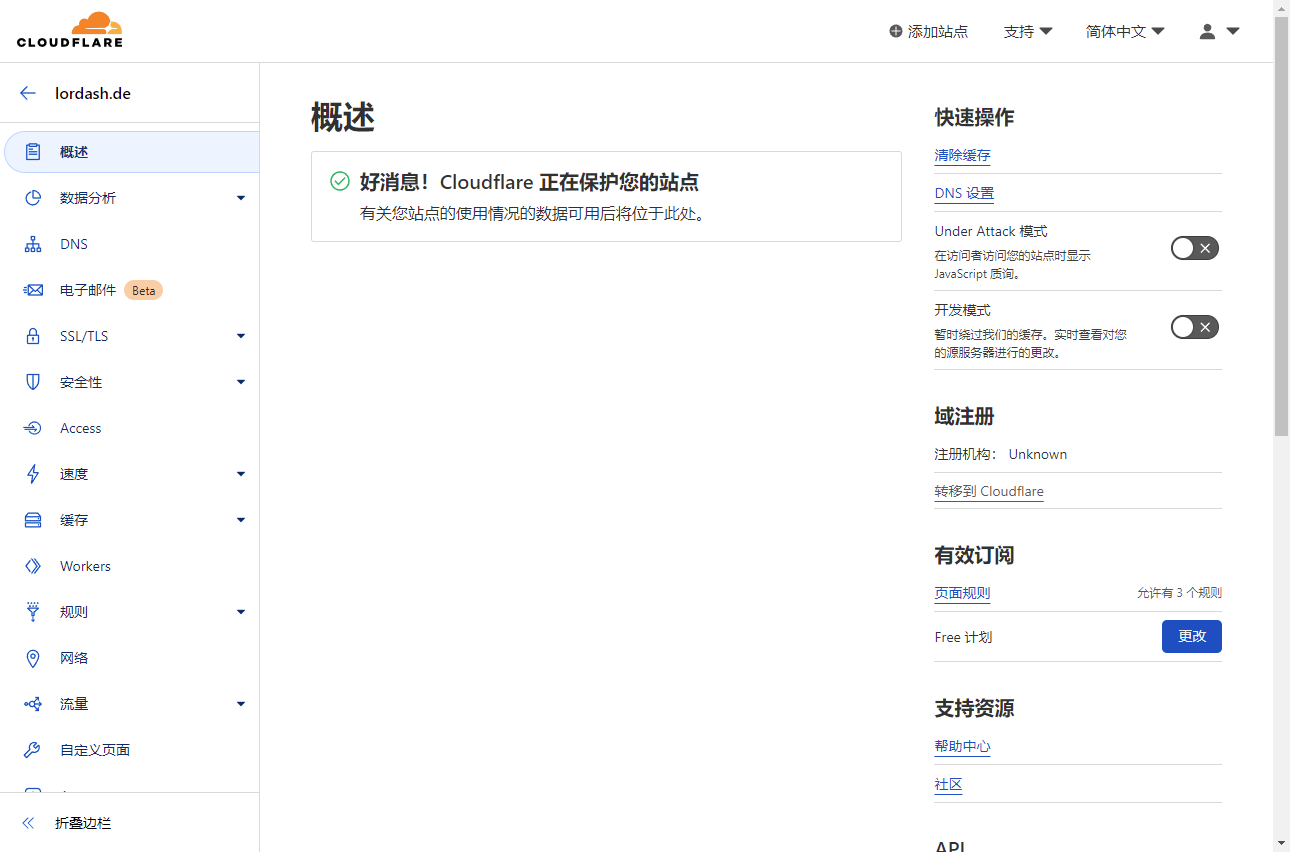 CLOUDFLARE
添加站点
支持
简体中文
lordash.de
概述
数据分析
DNS
电子邮件 Beta
SSL/TLS
安全性
Access
速度
缓存
Workers
规则
网络
流量
自定义页面
折叠边栏
概述
好消息！Cloudflare 正在保护您的站点
有关您站点的使用情况的数据可用后将位于此处。
快速操作
清除缓存
DNS 设置
Under Attack 模式
在访问者访问您的站点时显示
JavaScript 质询。
开发模式
暂时绕过我们的缓存。实时查看对您
的源服务器进行的更改。
域注册
注册机构： Unknown
转移到 Cloudflare
有效订阅
页面规则 允许有 3 个规则
Free 计划 更改
支持资源
帮助中心
社区
API